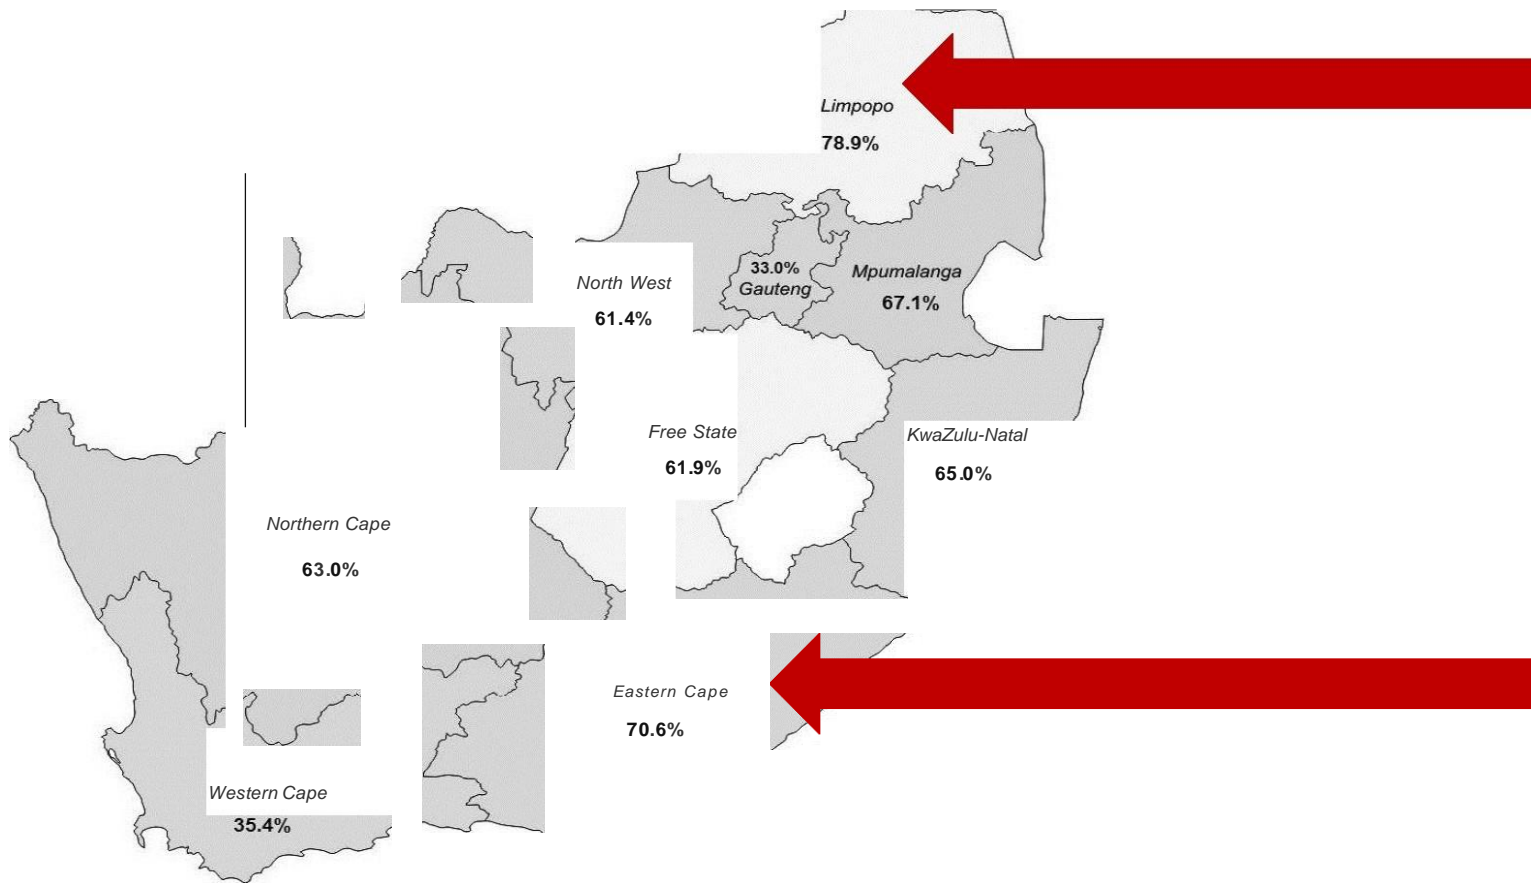 Limpopo
78.9%
North West
61.4%
33.0%
Gauteng
Mpumalanga
67.1%
Free State
61.9%
KwaZulu-Natal
65.0%
Northern Cape
63.0%
Eastern Cape
70.6%
Western Cape
35.4%